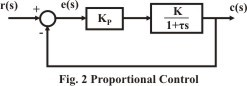 r(s) + e(s) K_P K c(s)
1+τs
-
Fig. 2 Proportional Control